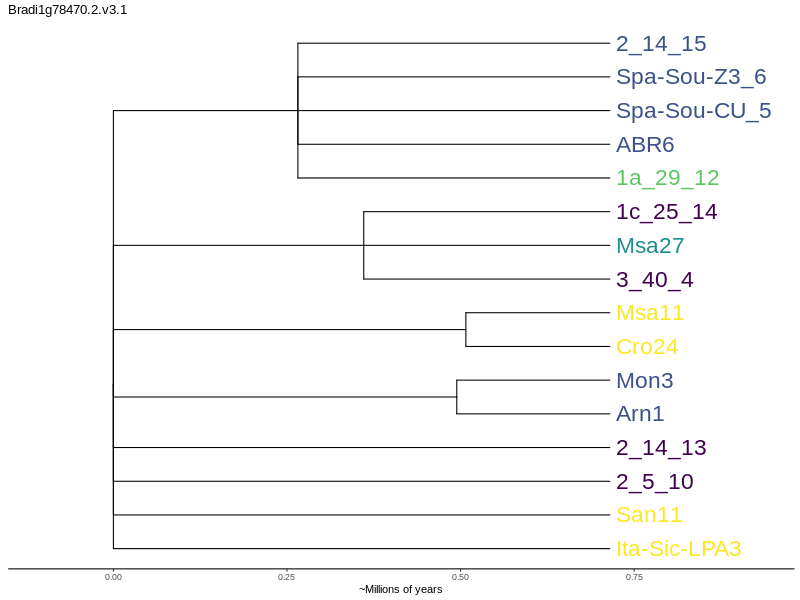 Bradi1g78470.2.v3.1
2_14_15
Spa-Sou-Z3_6
Spa-Sou-CU_5
ABR6
1a_29_12
1c_25_14
Msa27
3_40_4
Msa11
Cro24
Mon3
Arn1
2_14_13
2_5_10
San11
Ita-Sic-LPA3
0.00 0.25 0.50 0.75
~Millions of years